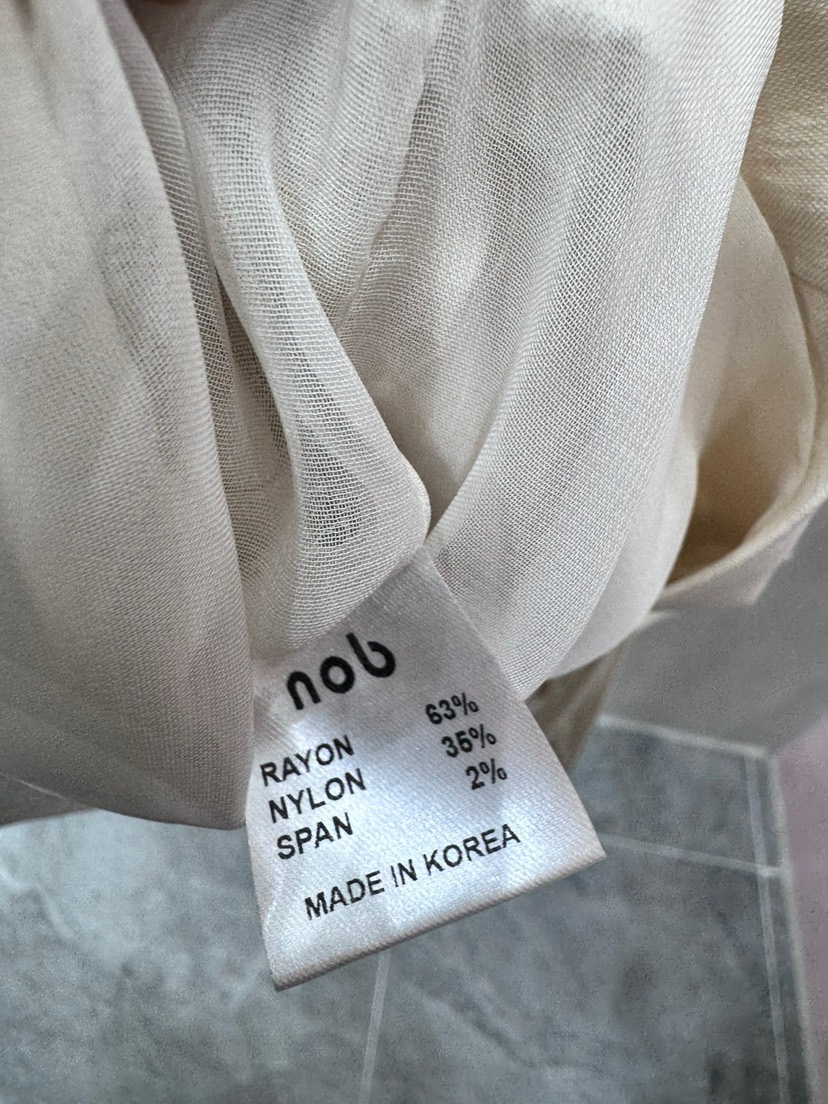 nob
RAYON 63%
NYLON 35%
SPAN 2%
MADE IN KOREA